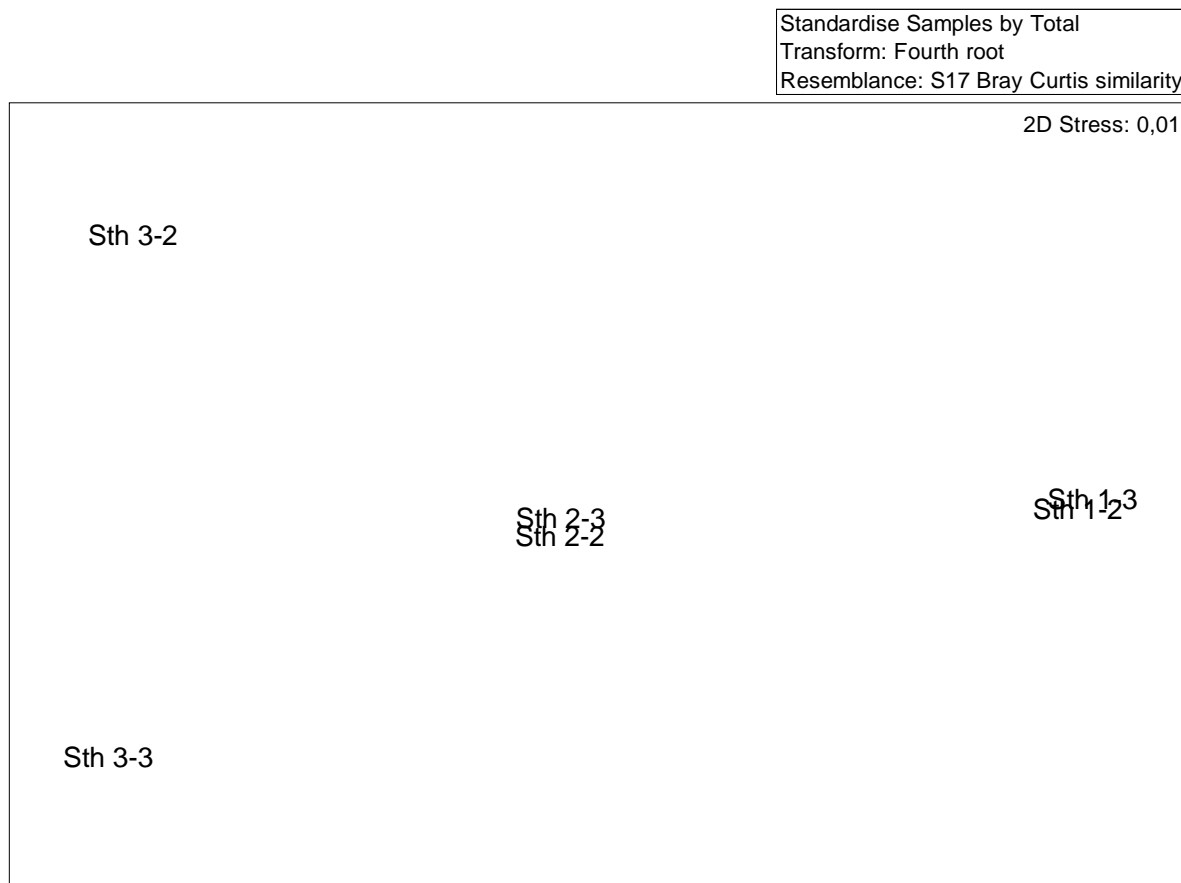 Standardise Samples by Total
Transform: Fourth root
Resemblance: S17 Bray Curtis similarity
2D Stress: 0,01
Sth 3-2
Sth 1-3
Sth 1-2
Sth 2-3
Sth 2-2
Sth 3-3